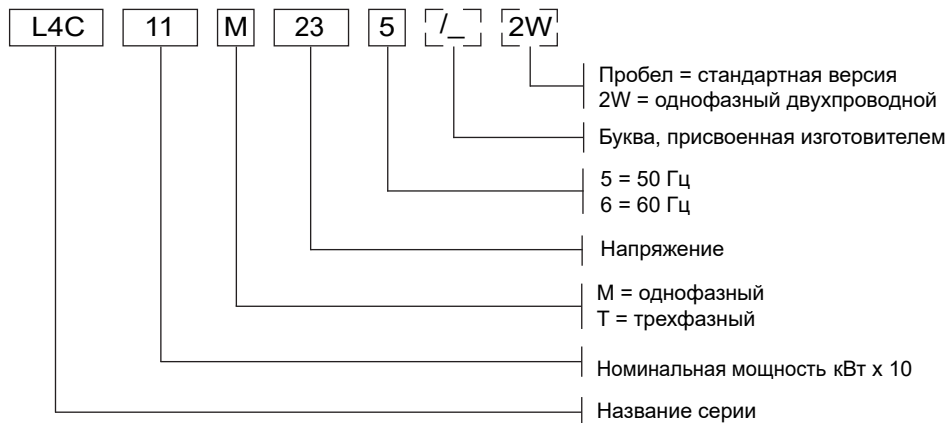 L4C 11 M 23 5 /_ 2W
Пробел = стандартная версия
2W = однофазный двухпроводной
Буква, присвоенная изготовителем
5 = 50 Гц
6 = 60 Гц
Напряжение
М = однофазный
Т = трехфазный
Номинальная мощность кВт x 10
Название серии